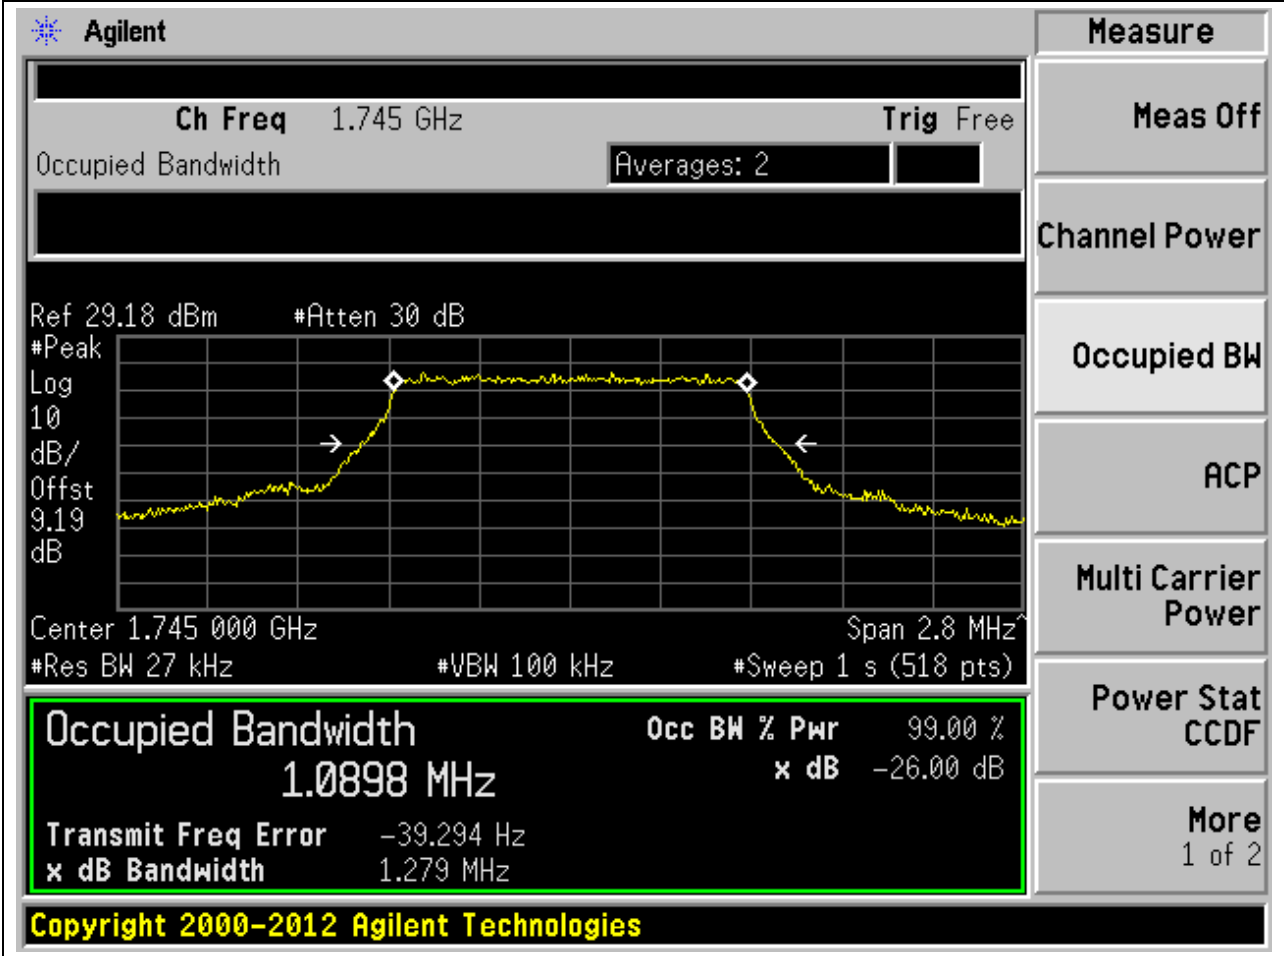 Agilent
Measure
Ch Freq 1.745 GHz Trig Free
Occupied Bandwidth Averages: 2
Meas Off
Channel Power
Occupied BW
ACP
Multi Carrier
Power
Power Stat
CCDF
More
1 of 2
Ref 29.18 dBm #Atten 30 dB
#Peak
Log
10
dB/
Offst
9.19
dB
Center 1.745 000 GHz Span 2.8 MHz^
#Res BW 27 kHz #VBW 100 kHz #Sweep 1 s (518 pts)
Occupied Bandwidth Occ BW % Pwr 99.00 %
1.0898 MHz x dB -26.00 dB
Transmit Freq Error -39.294 Hz
x dB Bandwidth 1.279 MHz
Copyright 2000-2012 Agilent Technologies